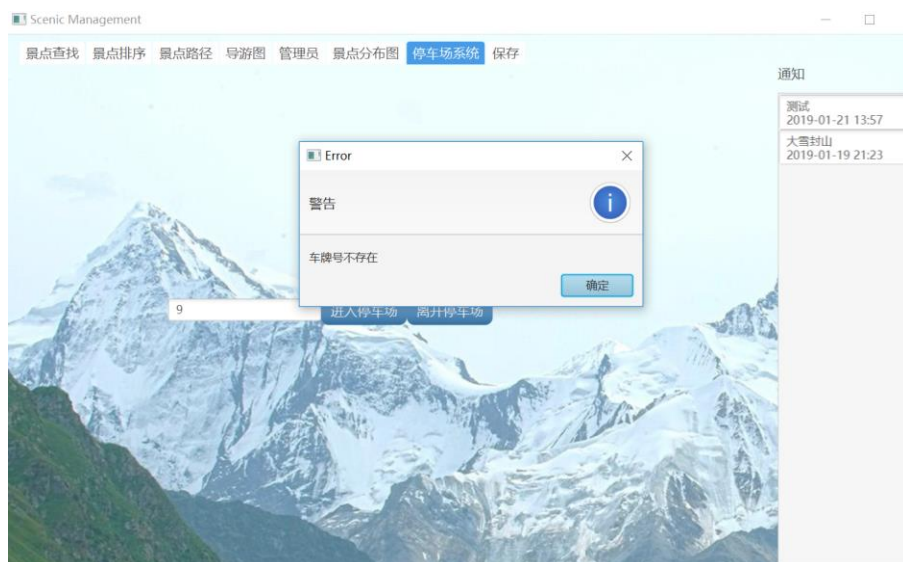 Scenic Management
景点查找 景点排序 景点路径 导游图 管理员 景点分布图 停车场系统 保存
通知
测试
2019-01-21 13:57
大雪封山
2019-01-19 21:23
Error
警告
车牌号不存在
确定
9 进入停车场 离开停车场